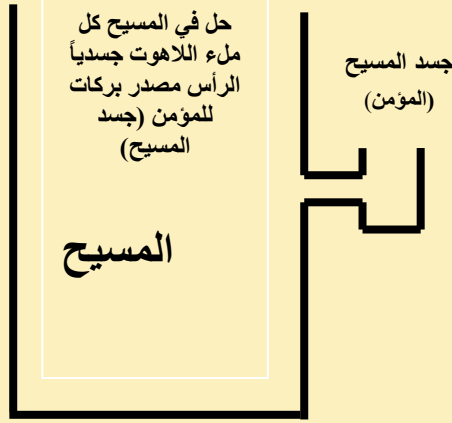 حل في المسيح كل
ملء اللاهوت جسدياً
الرأس مصدر بركات
للمؤمن (جسد
المسيح)
المسيح
جسد المسيح
(المؤمن)